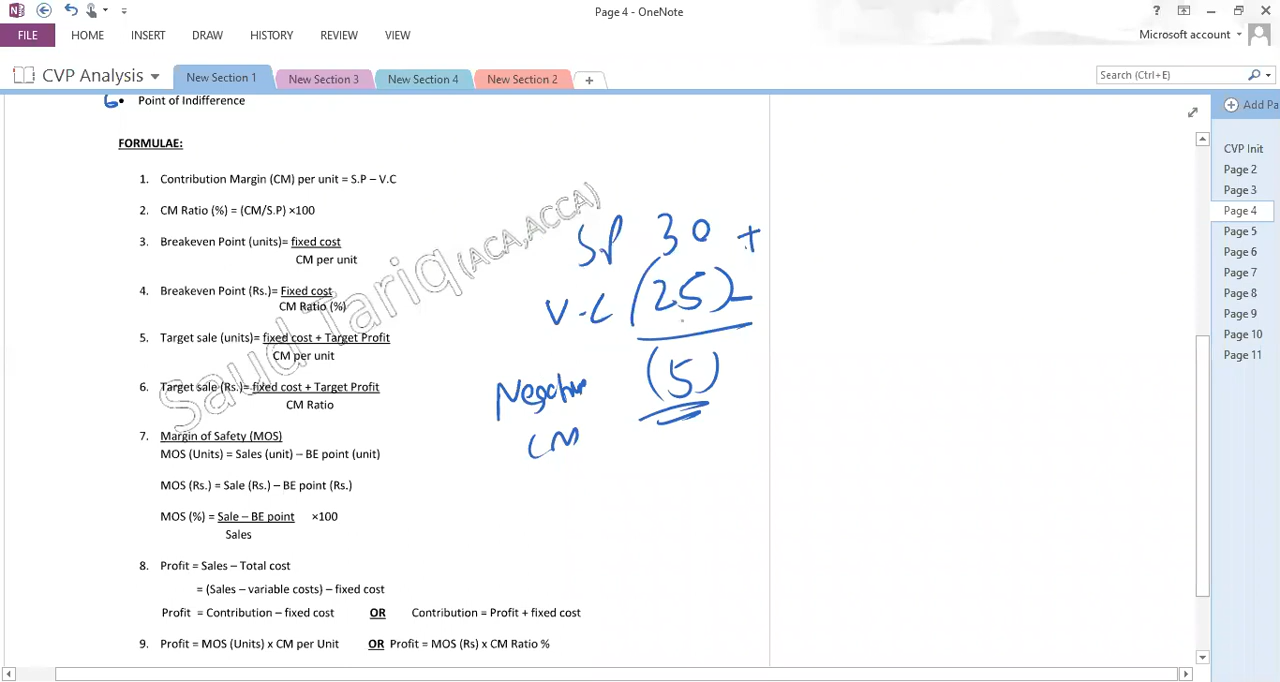 Page 4 - OneNote
Microsoft account
FILE HOME INSERT DRAW HISTORY REVIEW VIEW
CVP Analysis
New Section 1 New Section 3 New Section 4 New Section 2
Search (Ctrl+E)
Add Pa
CVP Init
Page 2
Page 3
Page 4
Page 5
Page 6
Page 7
Page 8
Page 9
Page 10
Page 11
6 • Point of Indifference
FORMULAE:
1. Contribution Margin (CM) per unit = S.P – V.C
2. CM Ratio (%) = (CM/S.P) ×100
3. Breakeven Point (units)= fixed cost
CM per unit
4. Breakeven Point (Rs.)= Fixed cost
CM Ratio (%)
5. Target sale (units)= fixed cost + Target Profit
CM per unit
6. Target sale (Rs.)= fixed cost + Target Profit
CM Ratio
7. Margin of Safety (MOS)
MOS (Units) = Sales (unit) – BE point (unit)
MOS (Rs.) = Sale (Rs.) – BE point (Rs.)
MOS (%) = Sale – BE point ×100
Sales
8. Profit = Sales – Total cost
= (Sales – variable costs) – fixed cost
Profit = Contribution – fixed cost OR Contribution = Profit + fixed cost
9. Profit = MOS (Units) x CM per Unit OR Profit = MOS (Rs) x CM Ratio %
Saud Tariq (ACA,ACCA)
SP 30 +
V.C (25) –
(5)
Negative
CM